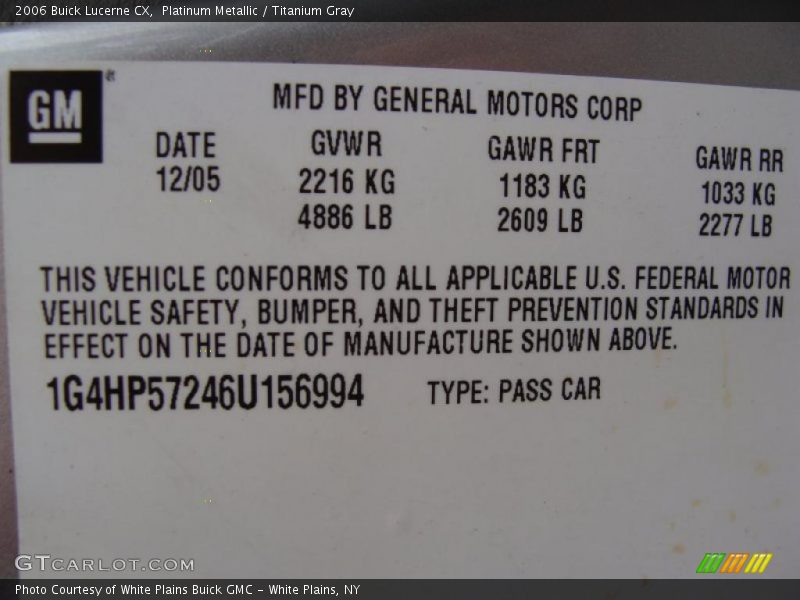 2006 Buick Lucerne CX, Platinum Metallic / Titanium Gray
GM®
MFD BY GENERAL MOTORS CORP
DATE GVWR GAWR FRT GAWR RR
12/05 2216 KG 1183 KG 1033 KG
4886 LB 2609 LB 2277 LB
THIS VEHICLE CONFORMS TO ALL APPLICABLE U.S. FEDERAL MOTOR
VEHICLE SAFETY, BUMPER, AND THEFT PREVENTION STANDARDS IN
EFFECT ON THE DATE OF MANUFACTURE SHOWN ABOVE.
1G4HP57246U156994 TYPE: PASS CAR
GTCARLOT.COM
Photo Courtesy of White Plains Buick GMC - White Plains, NY